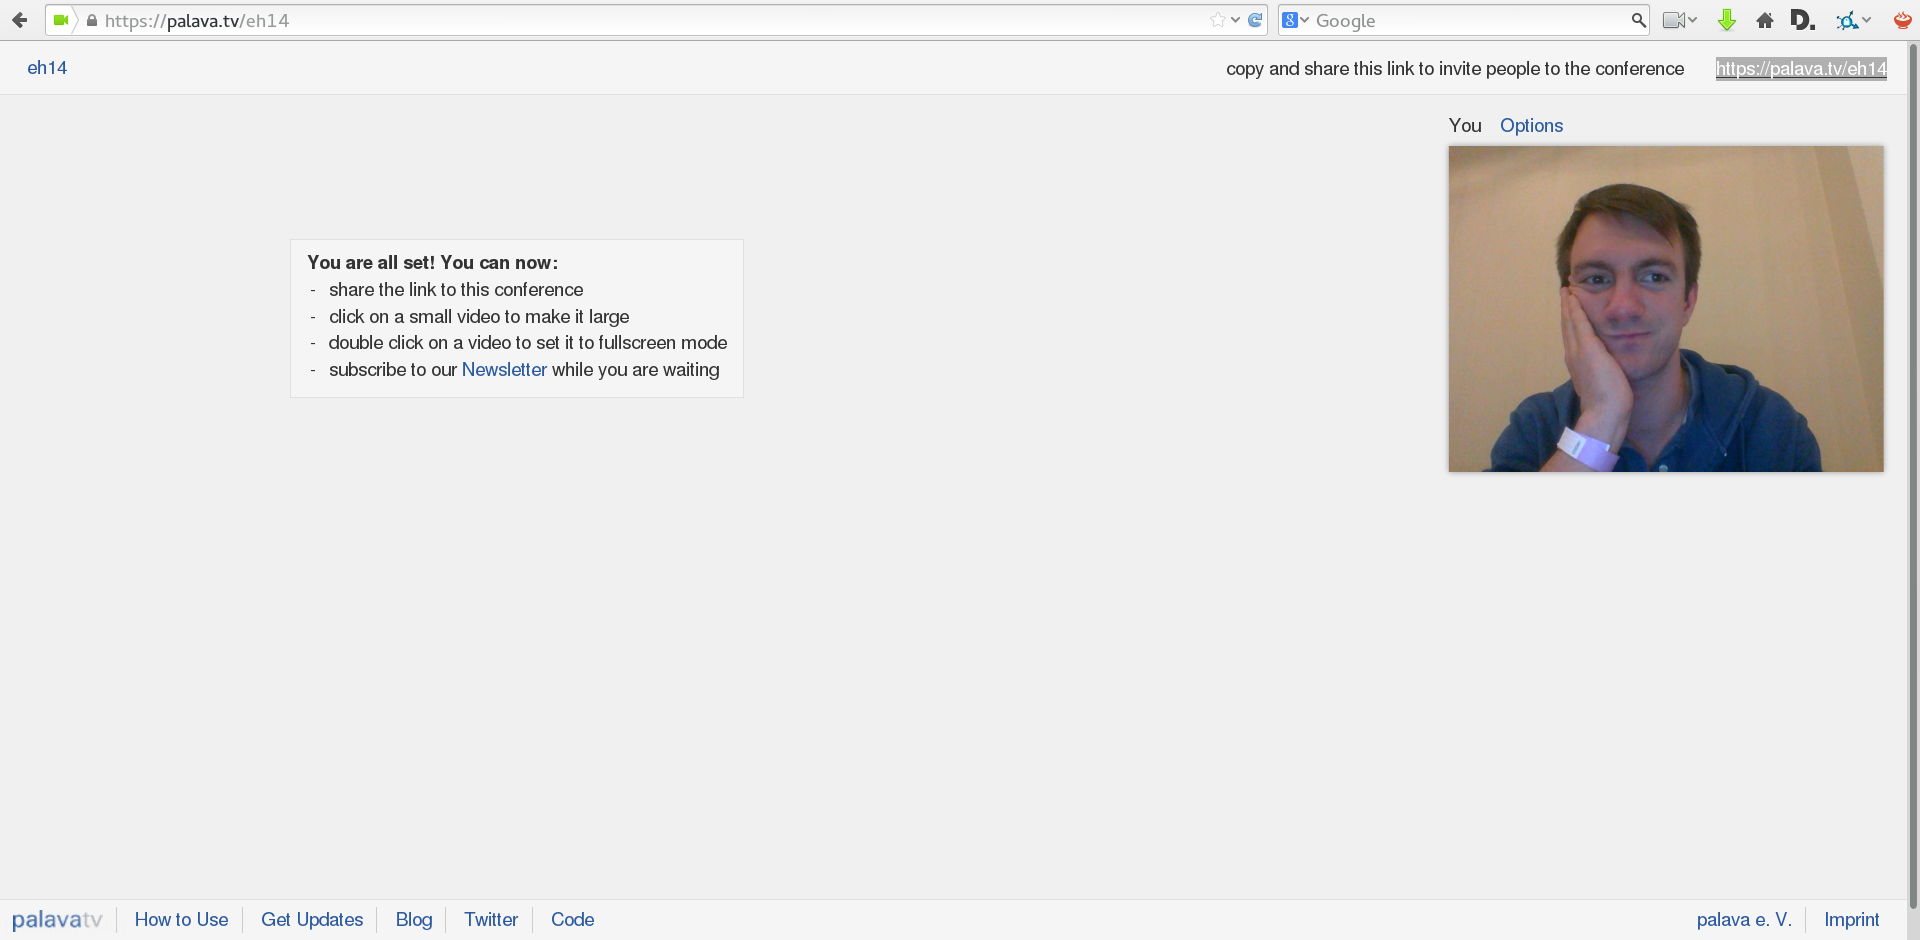 https://palava.tv/eh14
Google
D.
eh14
copy and share this link to invite people to the conference
https://palava.tv/eh14
You Options
You are all set! You can now:
- share the link to this conference
- click on a small video to make it large
- double click on a video to set it to fullscreen mode
- subscribe to our Newsletter while you are waiting
palavatv
How to Use
Get Updates
Blog
Twitter
Code
palava e. V.
Imprint